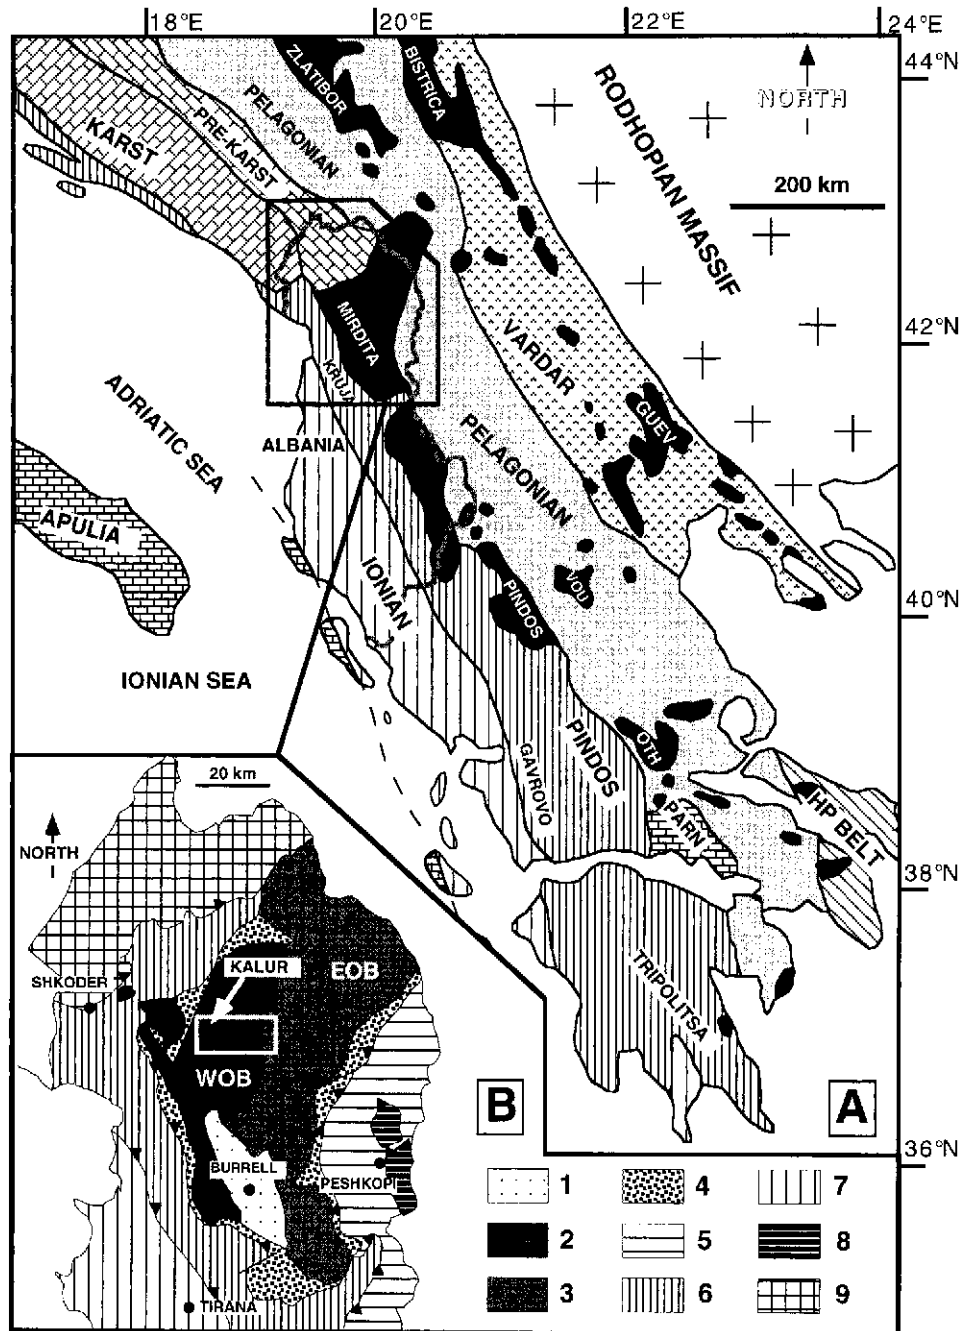 18°E 20°E 22°E 24°E
44°N
ZLATIBOR
BISTRICA
RODHOPIAN MASSIF
NORTH
PELAGONIAN
PRE-KARST
KARST
200 km
MIRDITA
VARDAR
42°N
KRUJA
ADRIATIC SEA
ALBANIA
GUEV
PELAGONIAN
APULIA
IONIAN
VOU
PINDOS
40°N
IONIAN SEA
PINDOS
OTH
GAVROVO
PARN
HP BELT
38°N
TRIPOLITSA
20 km
NORTH
KALUR
EOB
SHKODER
WOB
B
A
BURRELL
PESHKOPI
TIRANA
36°N
1 4 7
2 5 8
3 6 9